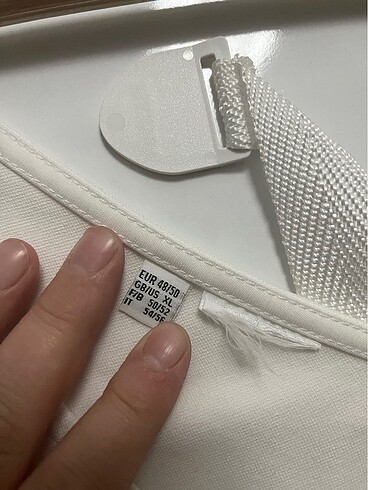 EUR 48/50
GB/US XL
F/B 50/52
IT 54/56